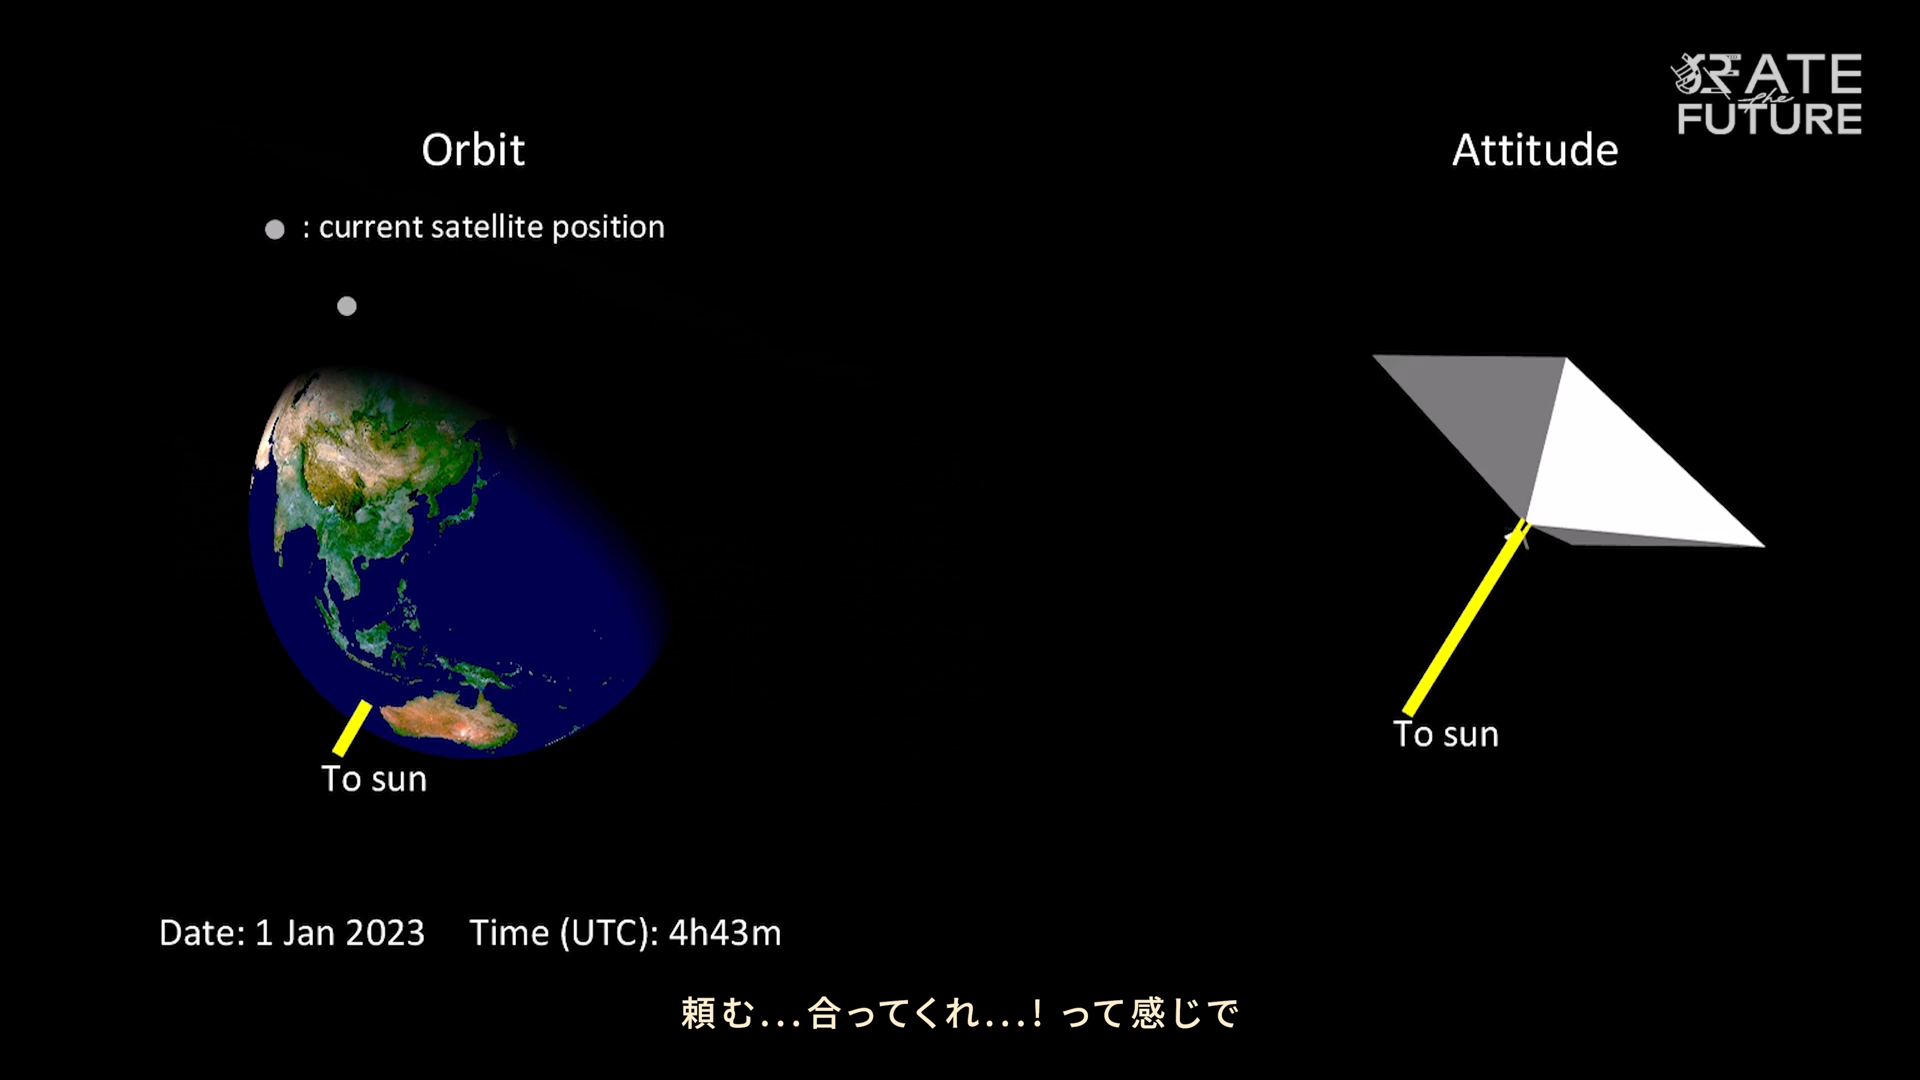 CREATE
the
FUTURE
Orbit
Attitude
: current satellite position
To sun
To sun
Date: 1 Jan 2023 Time (UTC): 4h43m
頼む...合ってくれ...! って感じで